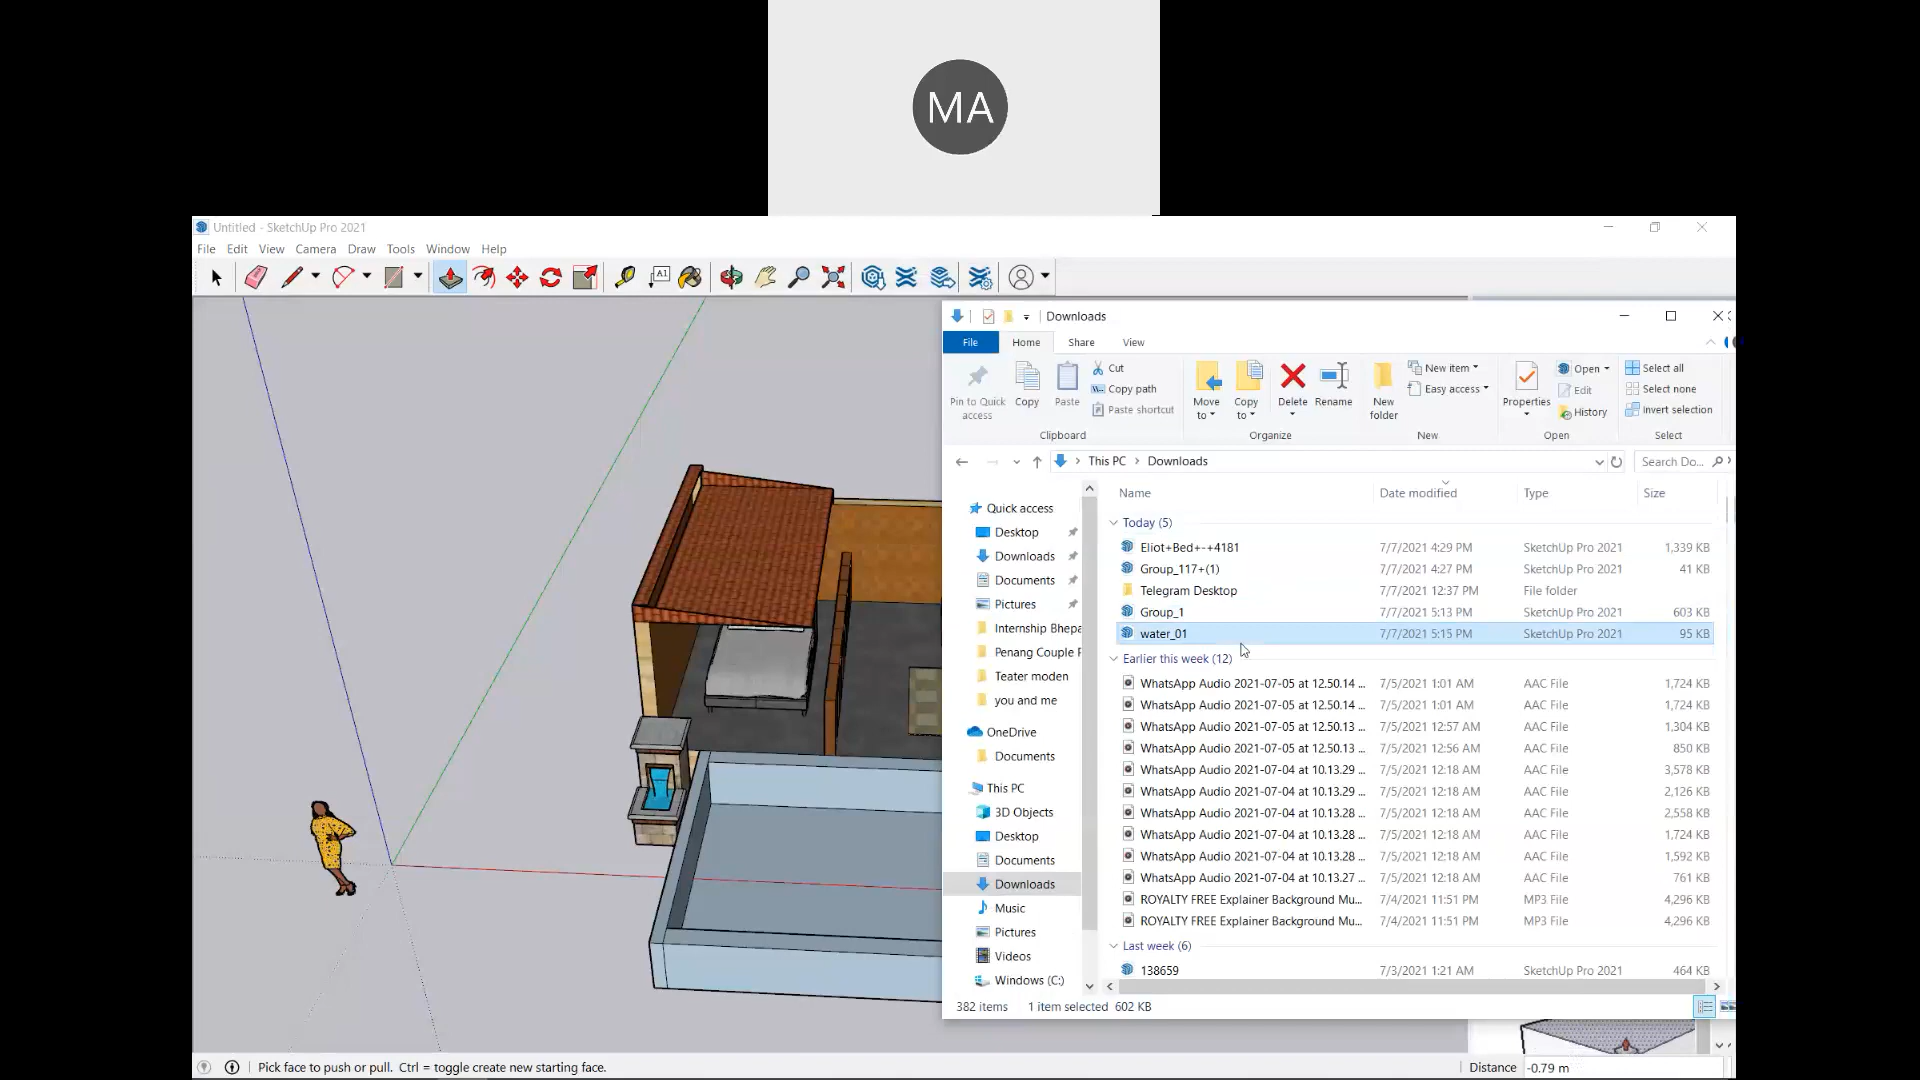 MA
Untitled - SketchUp Pro 2021
File Edit View Camera Draw Tools Window Help
A1
Downloads
File Home Share View
Pin to Quick access
Copy
Paste
Cut
Copy path
Paste shortcut
Clipboard
Move to
Copy to
Delete
Rename
Organize
New folder
New item
Easy access
New
Properties
Open
Edit
History
Open
Select all
Select none
Invert selection
Select
This PC > Downloads
Search Do...
Quick access
Desktop
Downloads
Documents
Pictures
Internship Bhepa
Penang Couple F
Teater moden
you and me
OneDrive
Documents
This PC
3D Objects
Desktop
Documents
Downloads
Music
Pictures
Videos
Windows (C:)
Name Date modified Type Size
Today (5)
Eliot+Bed+-+4181 7/7/2021 4:29 PM SketchUp Pro 2021 1,339 KB
Group_117+(1) 7/7/2021 4:27 PM SketchUp Pro 2021 41 KB
Telegram Desktop 7/7/2021 12:37 PM File folder
Group_1 7/7/2021 5:13 PM SketchUp Pro 2021 603 KB
water_01 7/7/2021 5:15 PM SketchUp Pro 2021 95 KB
Earlier this week (12)
WhatsApp Audio 2021-07-05 at 12.50.14 ... 7/5/2021 1:01 AM AAC File 1,724 KB
WhatsApp Audio 2021-07-05 at 12.50.14 ... 7/5/2021 1:01 AM AAC File 1,724 KB
WhatsApp Audio 2021-07-05 at 12.50.13 ... 7/5/2021 12:57 AM AAC File 1,304 KB
WhatsApp Audio 2021-07-05 at 12.50.13 ... 7/5/2021 12:56 AM AAC File 850 KB
WhatsApp Audio 2021-07-04 at 10.13.29 ... 7/5/2021 12:18 AM AAC File 3,578 KB
WhatsApp Audio 2021-07-04 at 10.13.29 ... 7/5/2021 12:18 AM AAC File 2,126 KB
WhatsApp Audio 2021-07-04 at 10.13.28 ... 7/5/2021 12:18 AM AAC File 2,558 KB
WhatsApp Audio 2021-07-04 at 10.13.28 ... 7/5/2021 12:18 AM AAC File 1,724 KB
WhatsApp Audio 2021-07-04 at 10.13.28 ... 7/5/2021 12:18 AM AAC File 1,592 KB
WhatsApp Audio 2021-07-04 at 10.13.27 ... 7/5/2021 12:18 AM AAC File 761 KB
ROYALTY FREE Explainer Background Mu... 7/4/2021 11:51 PM MP3 File 4,296 KB
ROYALTY FREE Explainer Background Mu... 7/4/2021 11:51 PM MP3 File 4,296 KB
Last week (6)
138659 7/3/2021 1:21 AM SketchUp Pro 2021 464 KB
382 items 1 item selected 602 KB
Pick face to push or pull. Ctrl = toggle create new starting face.
Distance -0.79 m